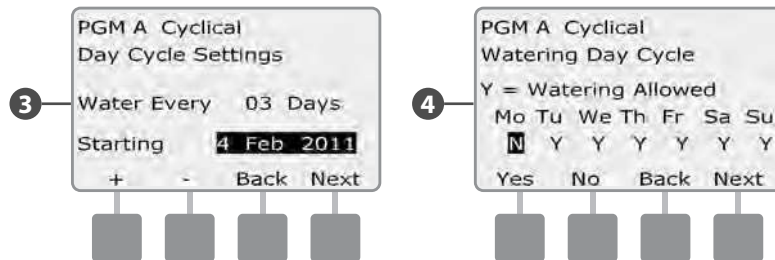 3
PGM A Cyclical
Day Cycle Settings
Water Every 03 Days
Starting 4 Feb 2011
+ - Back Next
4
PGM A Cyclical
Watering Day Cycle
Y = Watering Allowed
Mo Tu We Th Fr Sa Su
N Y Y Y Y Y Y
Yes No Back Next